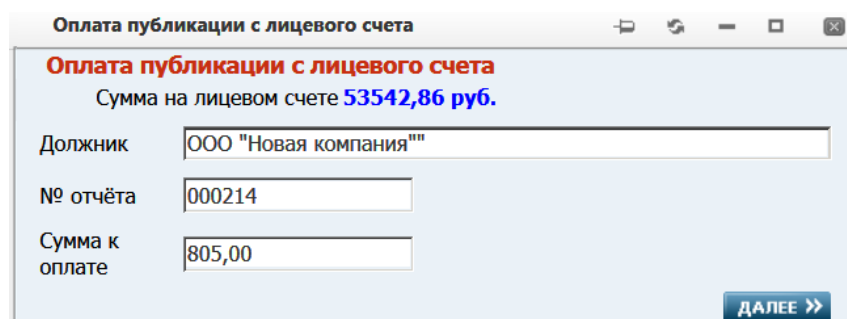 Оплата публикации с лицевого счета
Оплата публикации с лицевого счета
Сумма на лицевом счете 53542,86 руб.
Должник ООО "Новая компания""
№ отчёта 000214
Сумма к
оплате 805,00
ДАЛЕЕ »